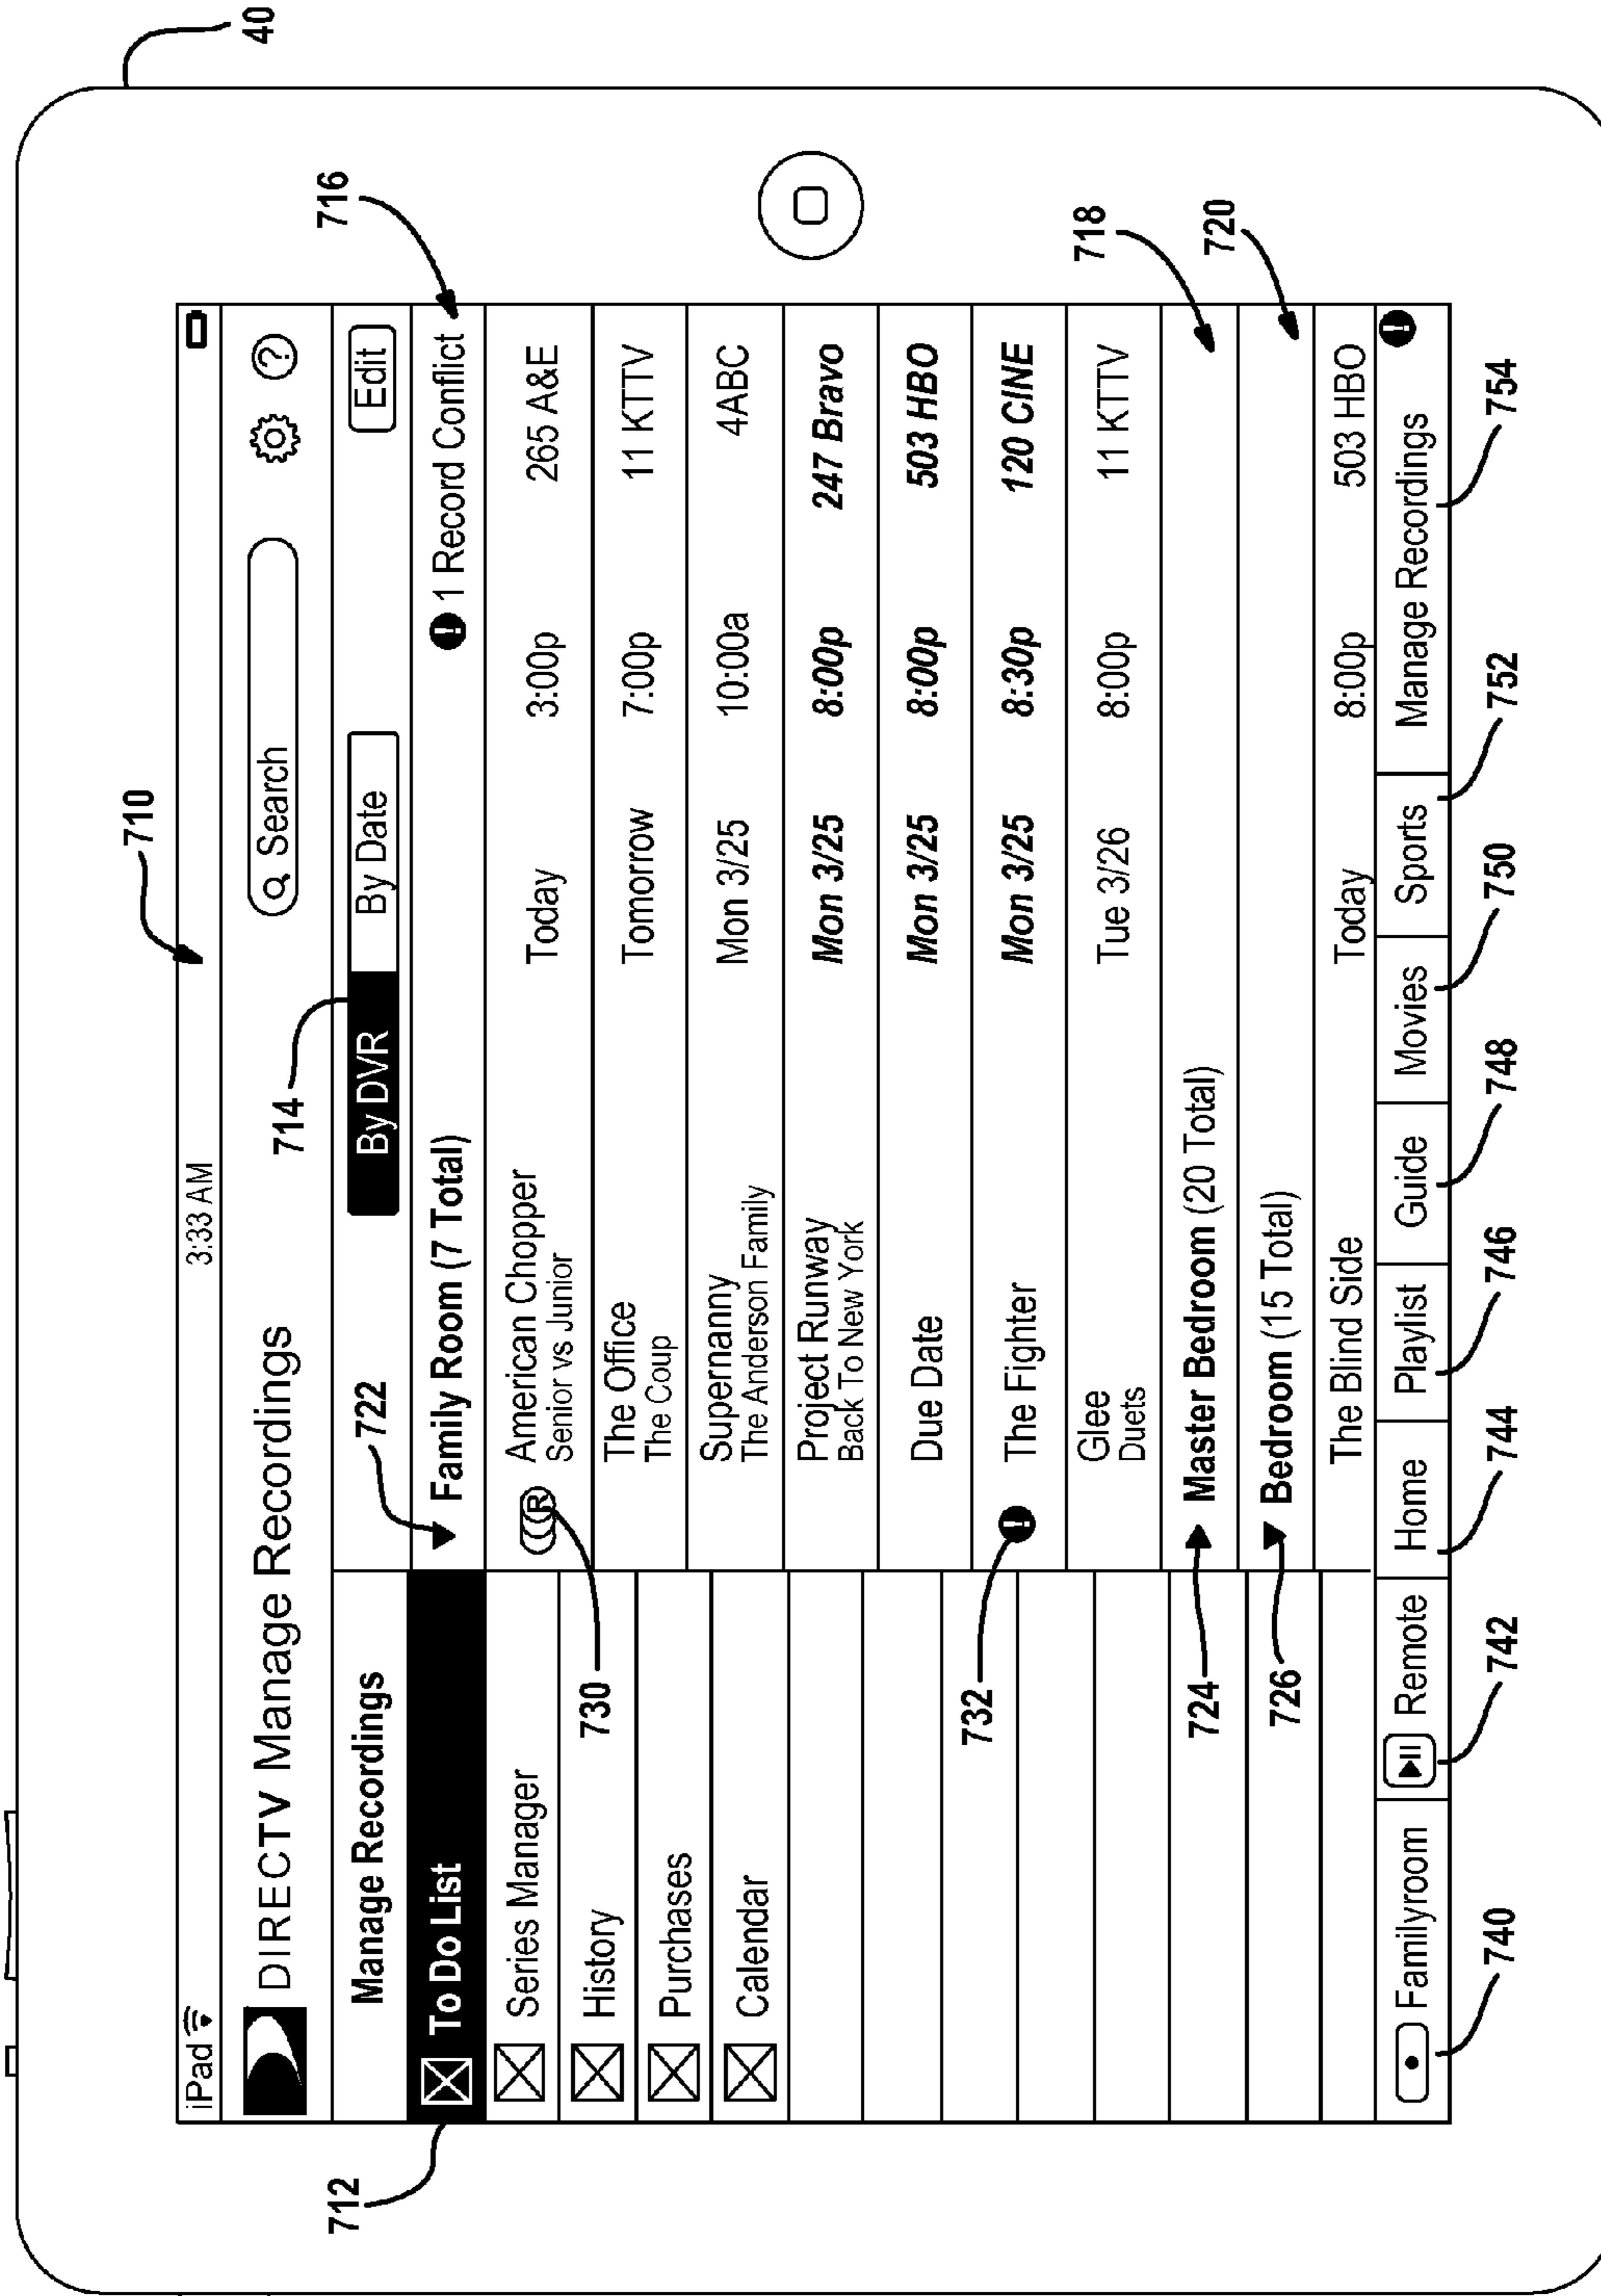 40
710
iPad 3:33 AM
DIRECTV Manage Recordings Search ?
714
Manage Recordings By DVR By Date Edit
712
722
716
To Do List Family Room (7 Total) ! 1 Record Conflict
Series Manager
History
Purchases
Calendar
R American Chopper Today 3:00p 265 A&E
Senior vs Junior
730
The Office Tomorrow 7:00p 11 KTTV
The Coup
Supernanny Mon 3/25 10:00a 4ABC
The Anderson Family
Project Runway Mon 3/25 8:00p 247 Bravo
Back To New York
Due Date Mon 3/25 8:00p 503 HBO
732
! The Fighter Mon 3/25 8:30p 120 CINE
Glee Tue 3/26 8:00p 11 KTTV
Duets
718
724
Master Bedroom (20 Total)
720
726
Bedroom (15 Total)
The Blind Side Today 8:00p 503 HBO
Familyroom Remote Home Playlist Guide Movies Sports Manage Recordings !
740 742 744 746 748 750 752 754